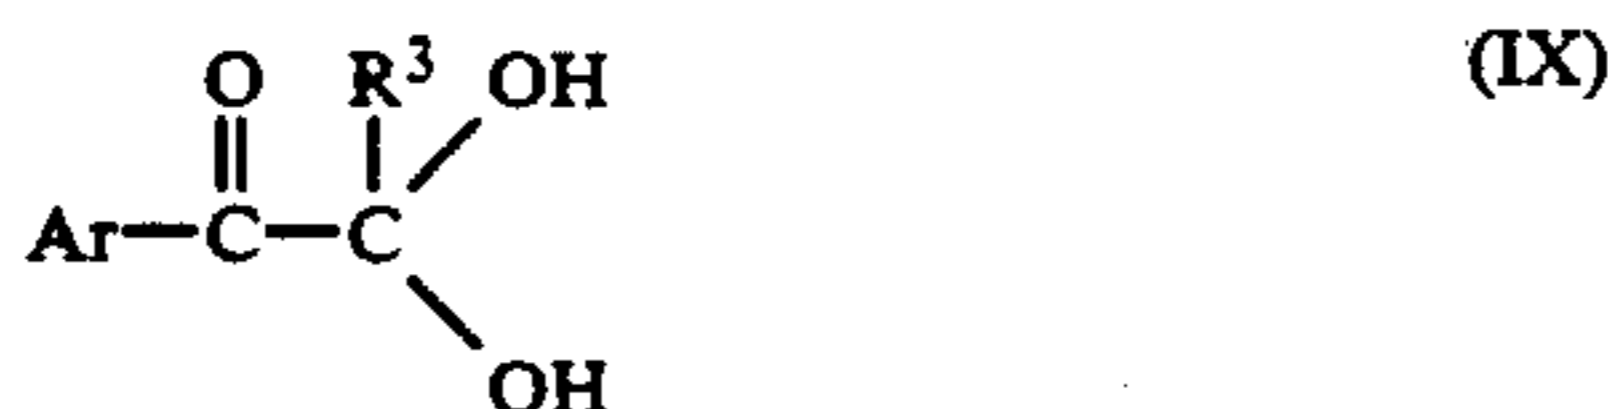 O R³ OH (IX)
Ar—C—C
OH